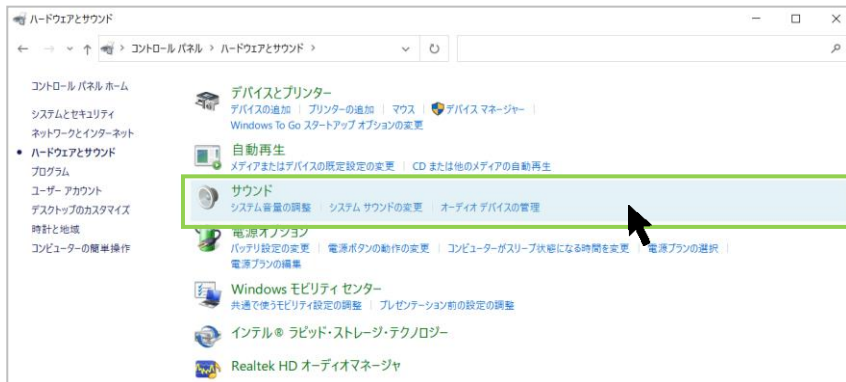 ハードウェアとサウンド
コントロール パネル > ハードウェアとサウンド >
コントロール パネル ホーム
システムとセキュリティ
ネットワークとインターネット
ハードウェアとサウンド
プログラム
ユーザー アカウント
デスクトップのカスタマイズ
時計と地域
コンピューターの簡単操作
デバイスとプリンター
デバイスの追加 | プリンターの追加 | マウス | デバイス マネージャー |
Windows To Go スタートアップ オプションの変更
自動再生
メディアまたはデバイスの既定設定の変更 | CD または他のメディアの自動再生
サウンド
システム音量の調整 | システム サウンドの変更 | オーディオ デバイスの管理
電源オプション
バッテリ設定の変更 | 電源ボタンの動作の変更 | コンピューターがスリープ状態になる時間を変更 | 電源プランの選択 |
電源プランの編集
Windows モビリティ センター
共通で使うモビリティ設定の調整 | プレゼンテーション前の設定の調整
インテル® ラピッド・ストレージ・テクノロジー
Realtek HD オーディオマネージャ